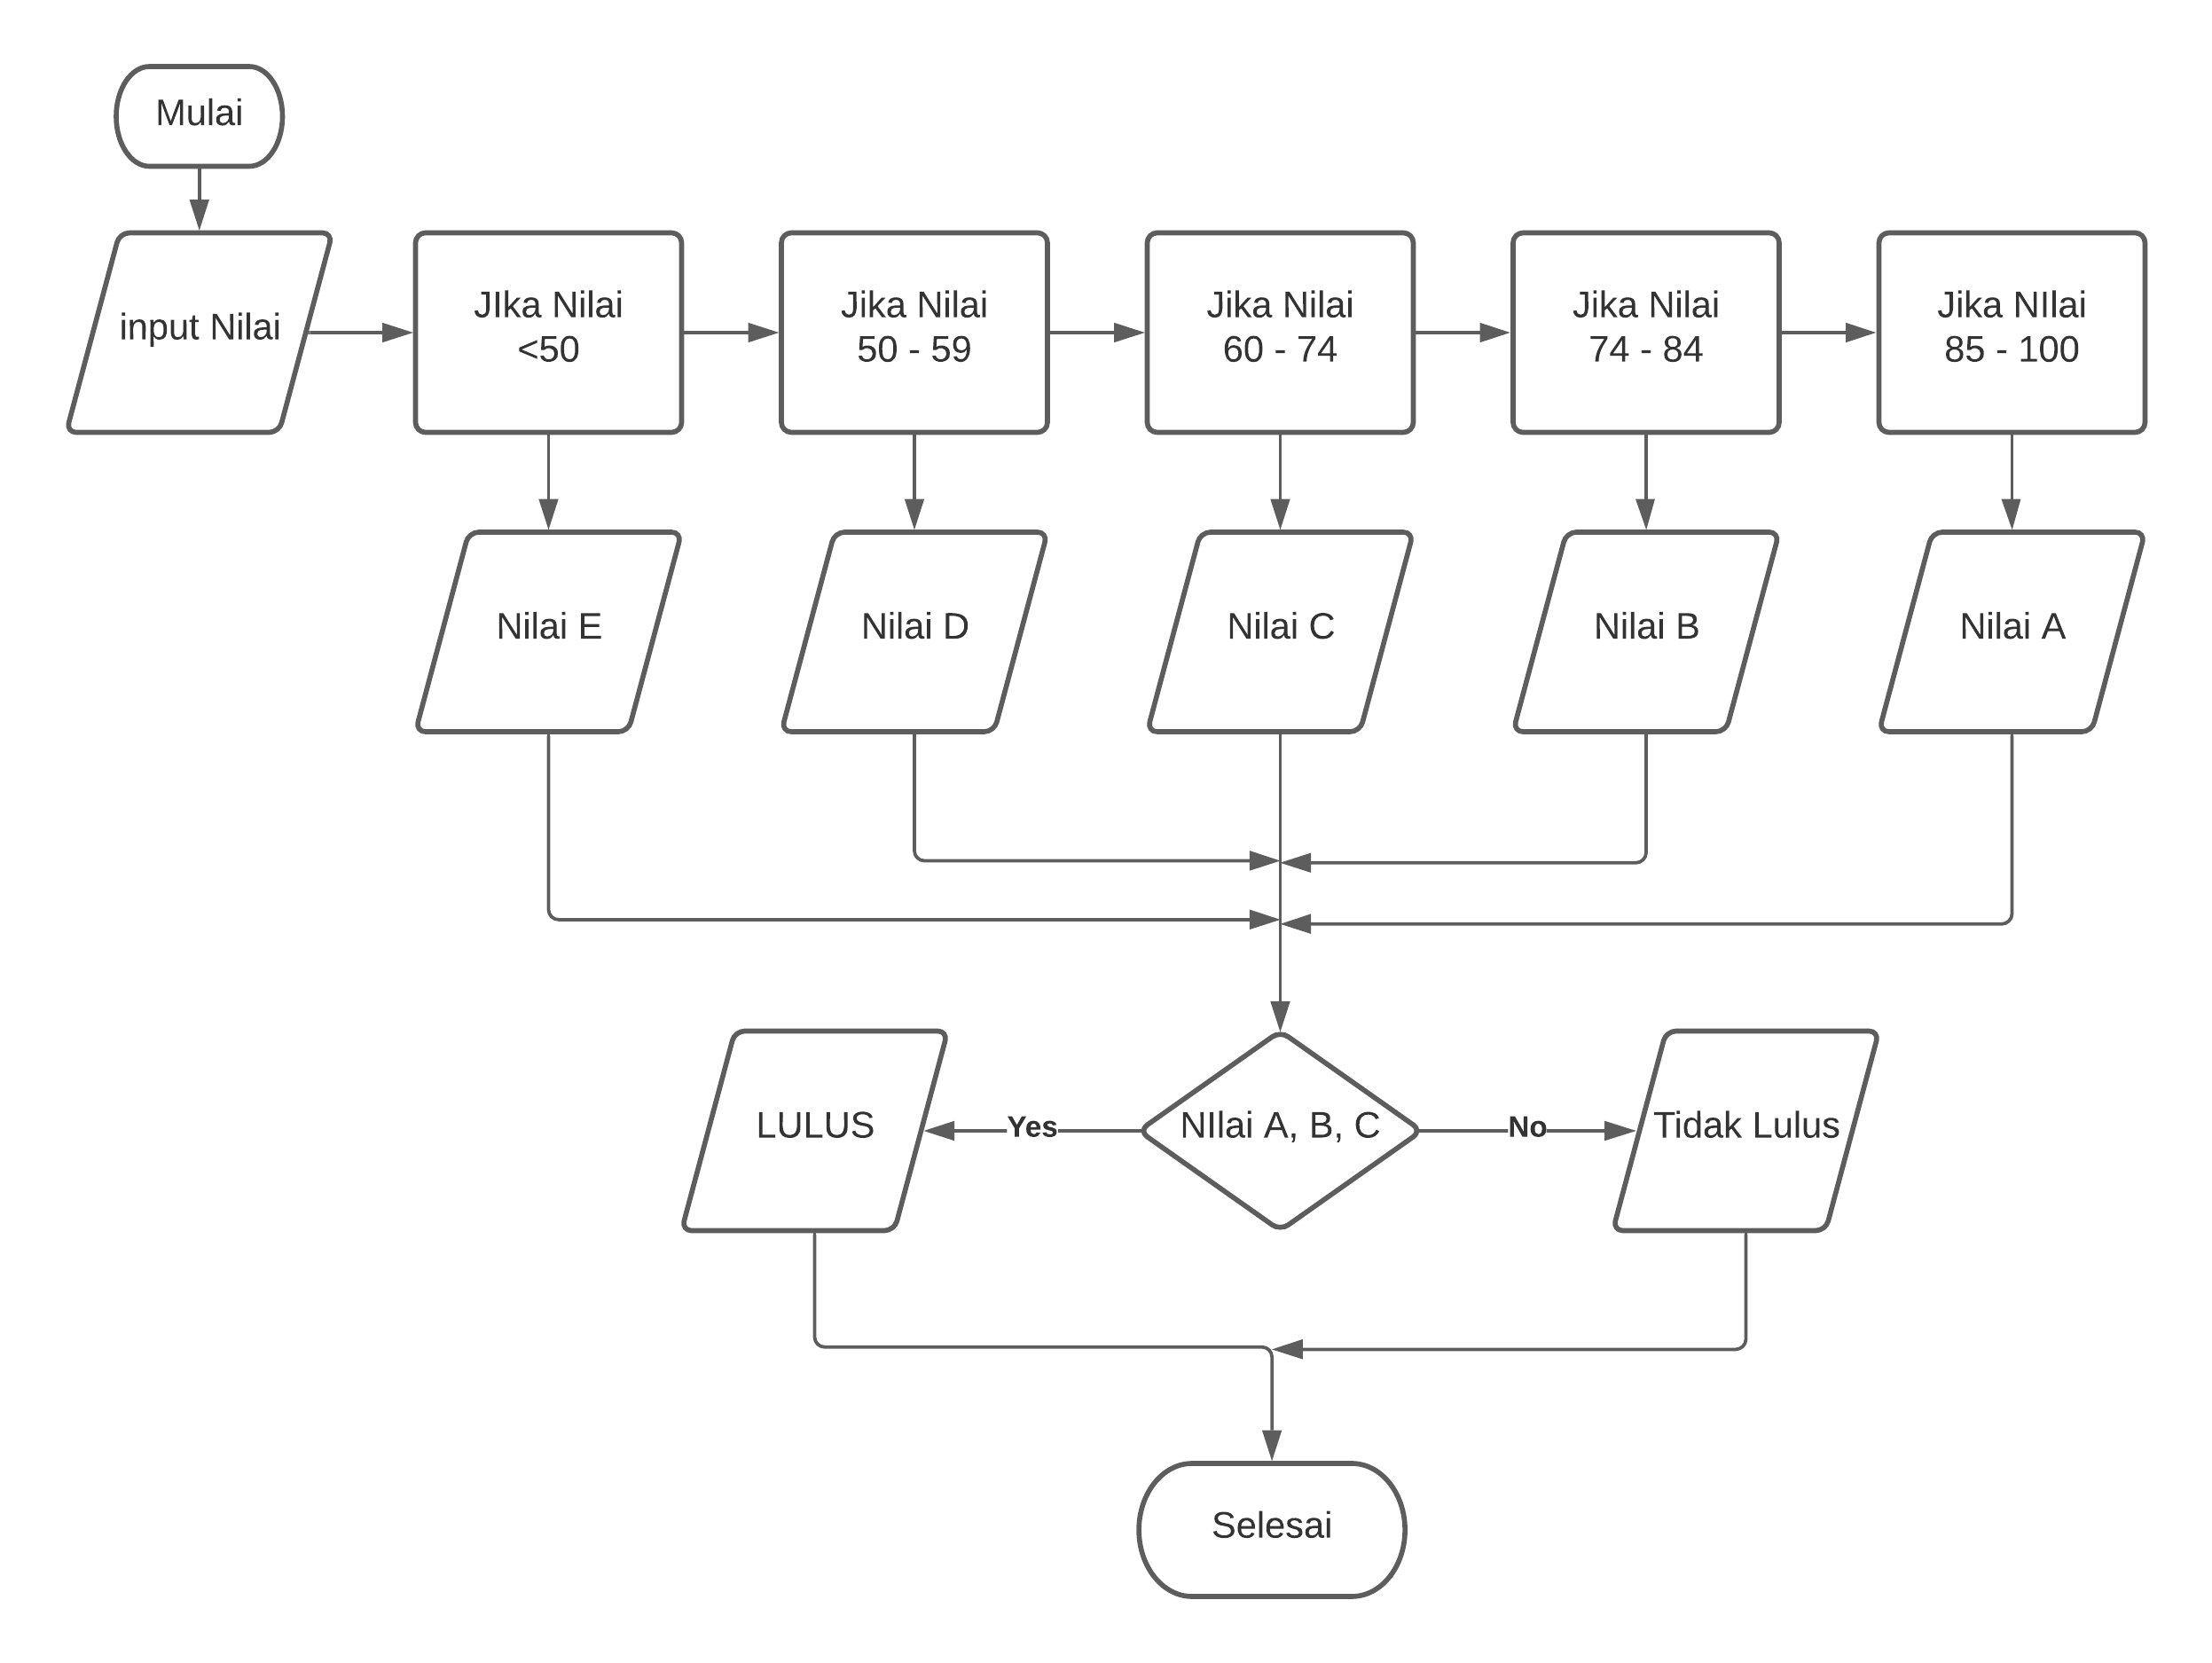 Mulai
input Nilai
JIka Nilai
<50
Jika Nilai
50 - 59
Jika NIlai
60 - 74
Jika Nilai
74 - 84
Jika NIlai
85 - 100
Nilai E
Nilai D
Nilai C
Nilai B
Nilai A
LULUS
Yes
NIlai A, B, C
No
Tidak Lulus
Selesai